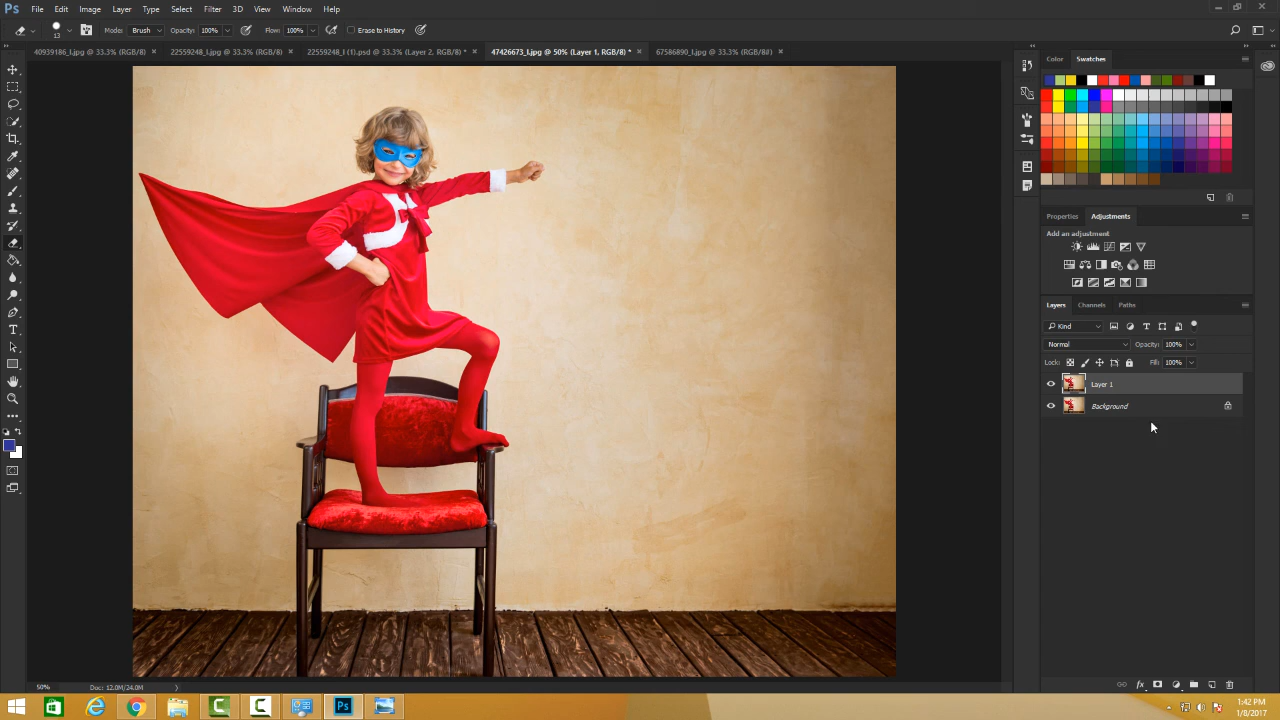 Ps File Edit Image Layer Type Select Filter 3D View Window Help
13 Mode: Brush Opacity: 100% Flow: 100% Erase to History
40939186_l.jpg @ 33.3% (RGB/8) × 22559248_l.jpg @ 33.3% (RGB/8) × 22559248_l (1).psd @ 33.3% (Layer 2, RGB/8) * × 47426673_l.jpg @ 50% (Layer 1, RGB/8) * × 67586890_l.jpg @ 33.3% (RGB/8#) ×
Color Swatches
Properties Adjustments
Add an adjustment
Layers Channels Paths
Kind
Normal Opacity: 100%
Lock: Fill: 100%
Layer 1
Background
50% Doc: 12.0M/24.0M
Ps
1:42 PM
1/8/2017